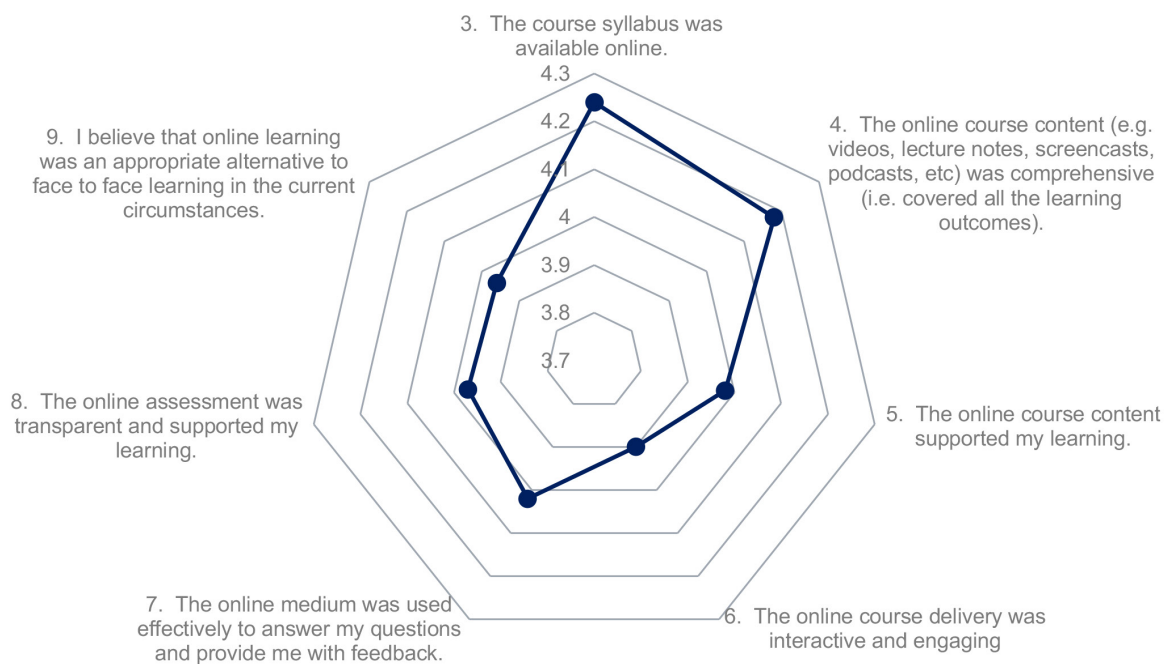 3. The course syllabus was
available online.
4.3
4.2
4.1
4
3.9
3.8
3.7
4. The online course content (e.g.
videos, lecture notes, screencasts,
podcasts, etc) was comprehensive
(i.e. covered all the learning
outcomes).
5. The online course content
supported my learning.
6. The online course delivery was
interactive and engaging
7. The online medium was used
effectively to answer my questions
and provide me with feedback.
8. The online assessment was
transparent and supported my
learning.
9. I believe that online learning
was an appropriate alternative to
face to face learning in the current
circumstances.